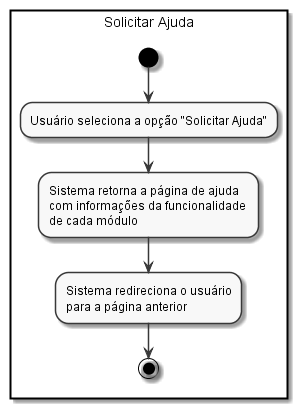 Solicitar Ajuda
Usuário seleciona a opção "Solicitar Ajuda"
Sistema retorna a página de ajuda
com informações da funcionalidade
de cada módulo
Sistema redireciona o usuário
para a página anterior